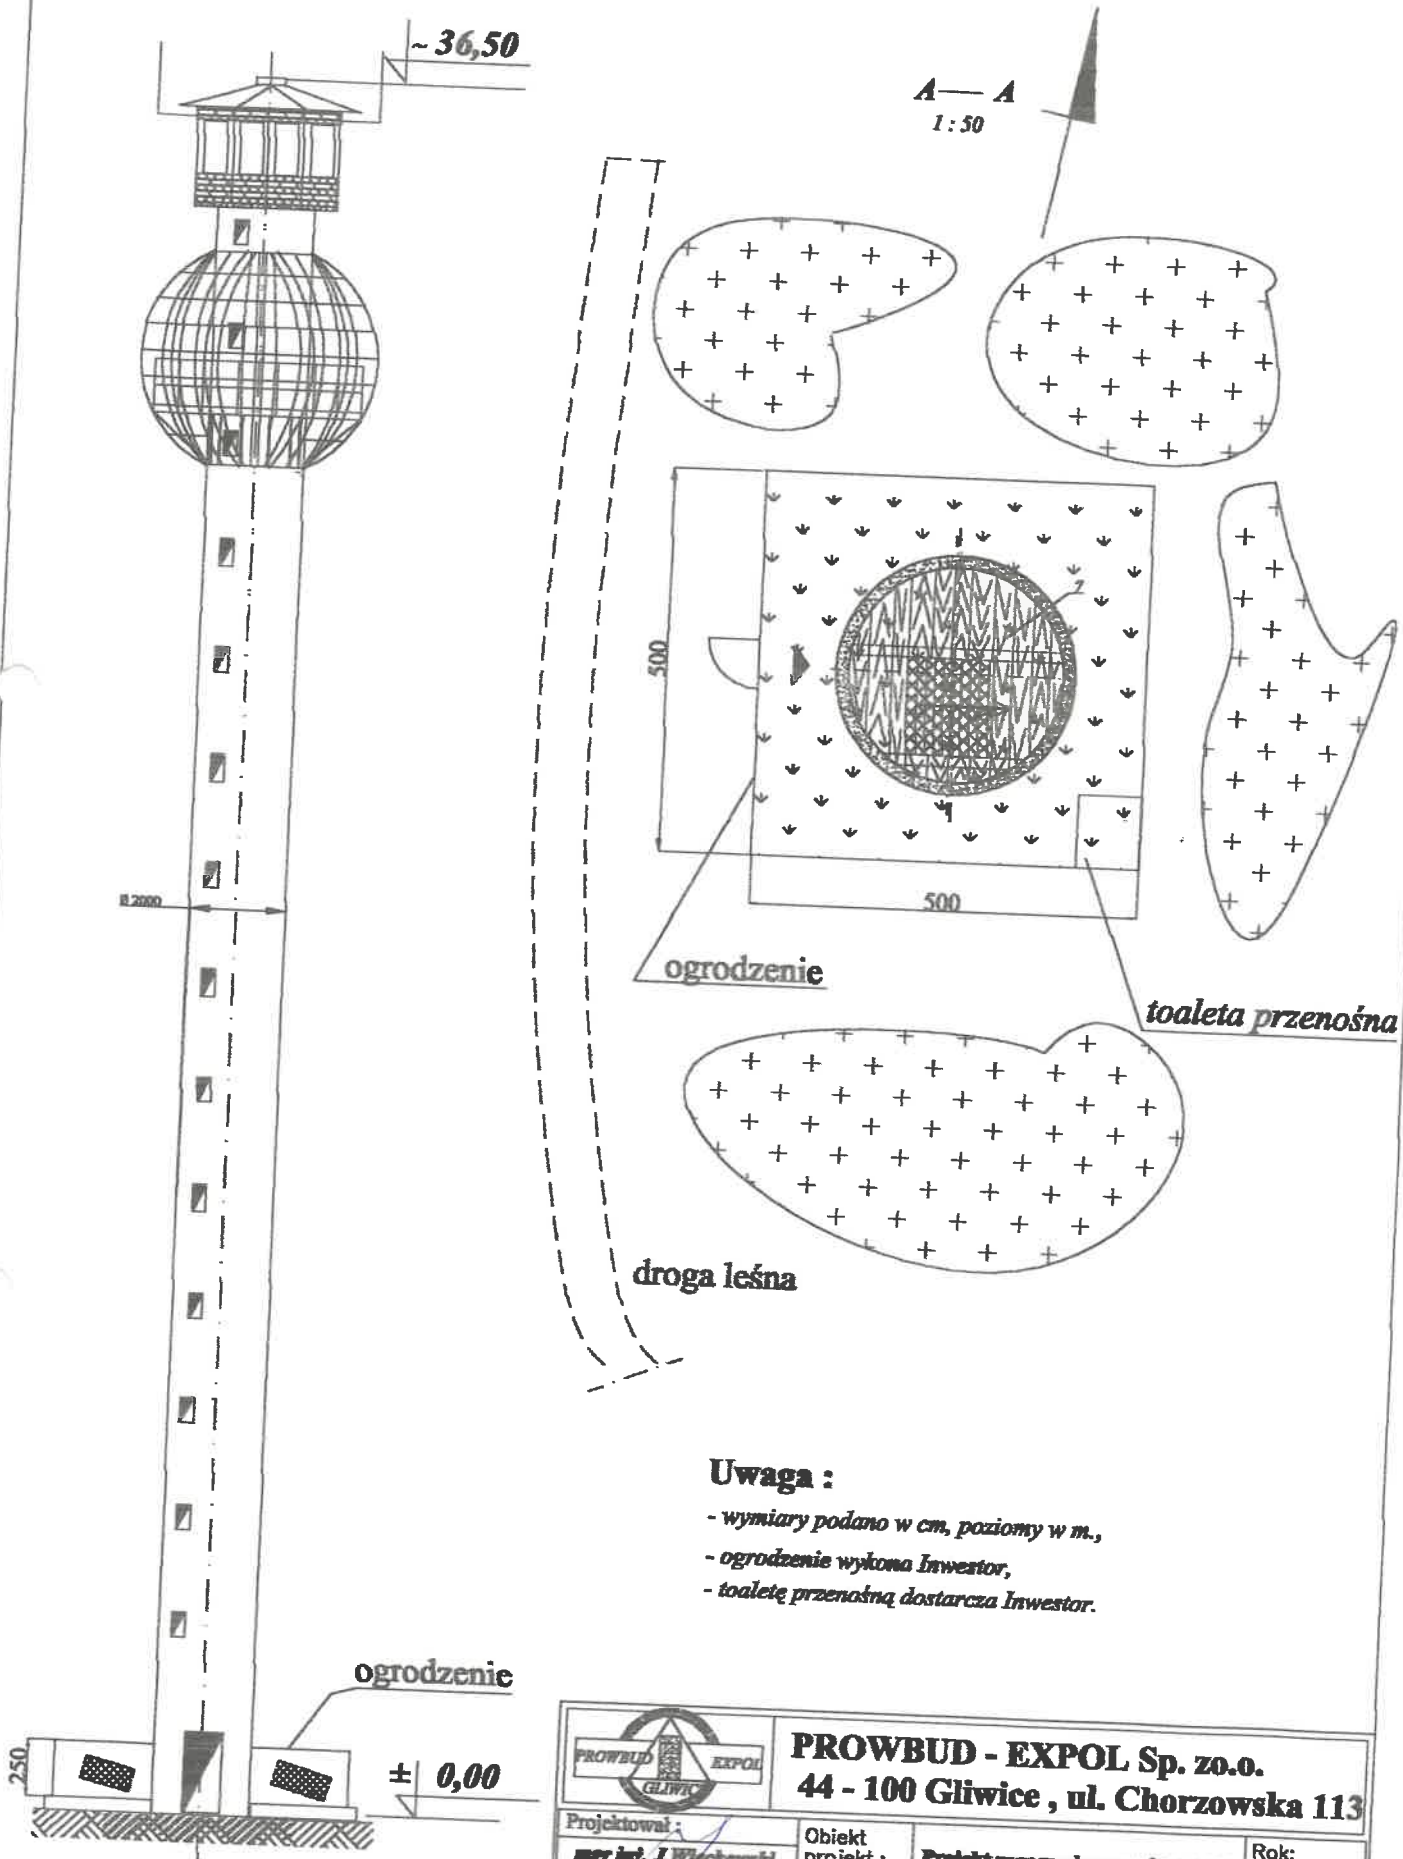 ~ 36,50
A— A
1 : 50
500
500
ogrodzenie
toaleta przenośna
droga leśna
Uwaga :
- wymiary podano w cm, poziomy w m.,
- ogrodzenie wykona Inwestor,
- toaletę przenośną dostarcza Inwestor.
ogrodzenie
250
± 0,00
PROWBUD EXPOL
GLIWIC
PROWBUD - EXPOL Sp. zo.o.
44 - 100 Gliwice , ul. Chorzowska 113
Projektował :
Obiekt
projekt :
Rok: